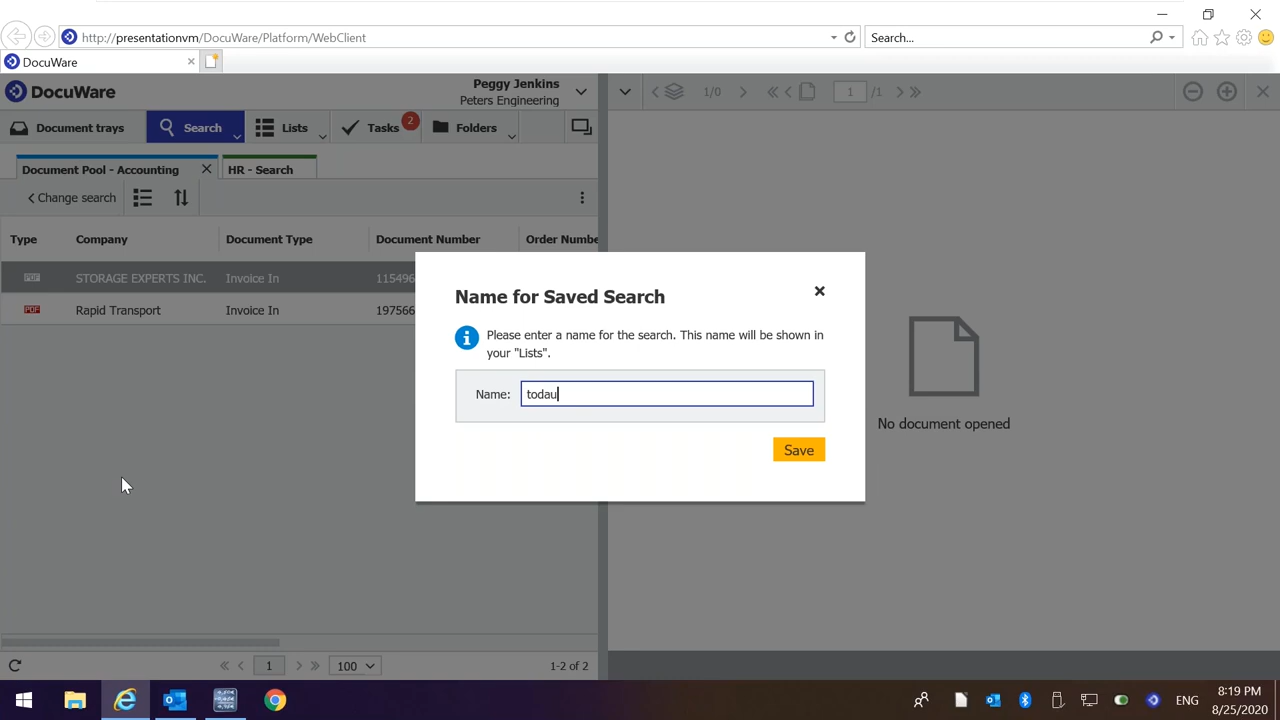 http://presentationvm/DocuWare/Platform/WebClient
Search...
DocuWare
DocuWare
Peggy Jenkins
Peters Engineering
1/0
1
/1
Document trays
Search
Lists
Tasks
2
Folders
Document Pool - Accounting
HR - Search
Change search
Type
Company
Document Type
Document Number
Order Numbe
PDF
STORAGE EXPERTS INC.
Invoice In
115496
PDF
Rapid Transport
Invoice In
197566
Name for Saved Search
Please enter a name for the search. This name will be shown in
your "Lists".
Name:
todau
Save
No document opened
1
100
1-2 of 2
ENG
8:19 PM
8/25/2020